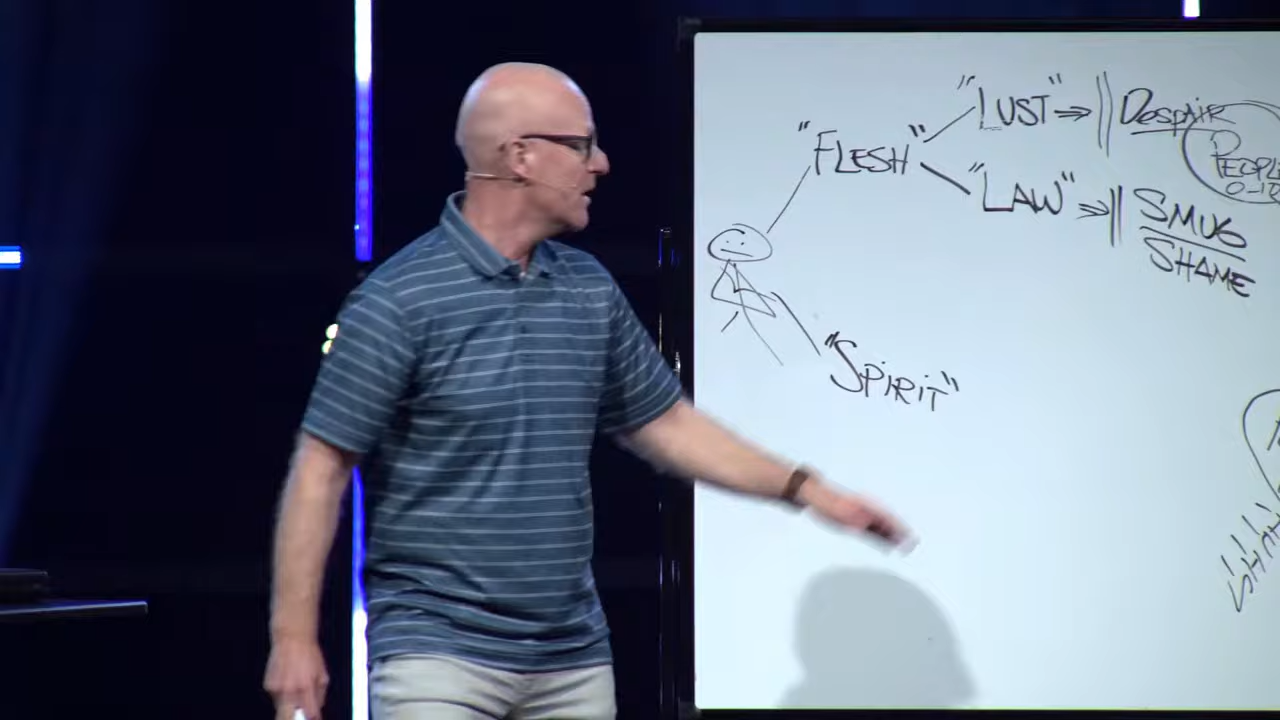 "LUST" ⇒ || Despair
"FLESH"
PEOPLE
"LAW" ⇒ || SMUG
SHAME
"SpiRiT"